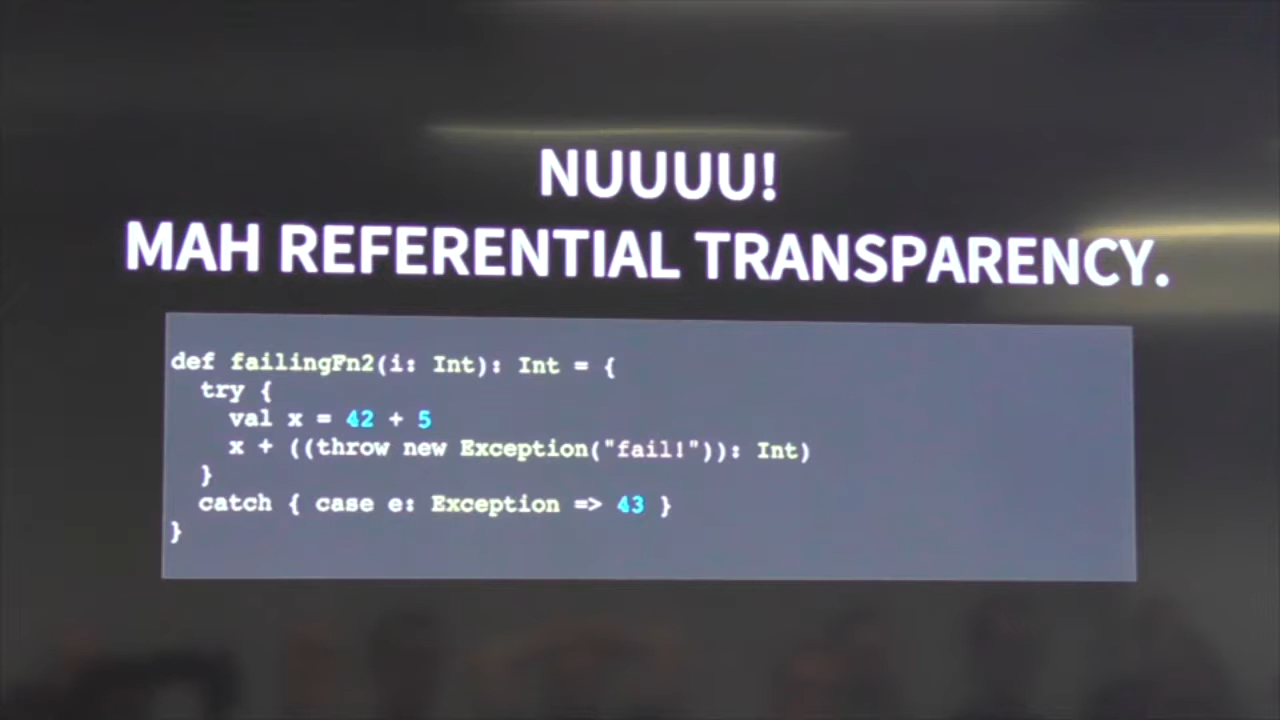 NUUUU!
MAH REFERENTIAL TRANSPARENCY.
def failingFn2(i: Int): Int = {
  try {
    val x = 42 + 5
    x + ((throw new Exception("fail!")): Int)
  }
  catch { case e: Exception => 43 }
}